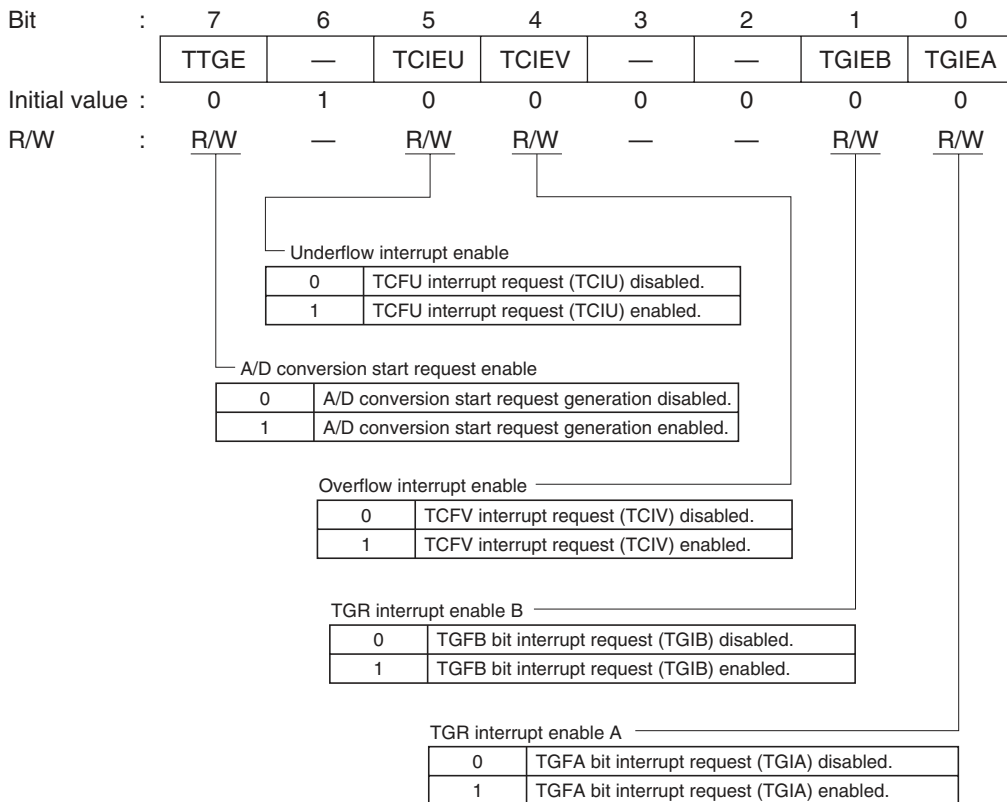 Bit : 7 6 5 4 3 2 1 0
TTGE — TCIEU TCIEV — — TGIEB TGIEA
Initial value : 0 1 0 0 0 0 0 0
R/W : R/W — R/W R/W — — R/W R/W
Underflow interrupt enable
0 TCFU interrupt request (TCIU) disabled.
1 TCFU interrupt request (TCIU) enabled.
A/D conversion start request enable
0 A/D conversion start request generation disabled.
1 A/D conversion start request generation enabled.
Overflow interrupt enable
0 TCFV interrupt request (TCIV) disabled.
1 TCFV interrupt request (TCIV) enabled.
TGR interrupt enable B
0 TGFB bit interrupt request (TGIB) disabled.
1 TGFB bit interrupt request (TGIB) enabled.
TGR interrupt enable A
0 TGFA bit interrupt request (TGIA) disabled.
1 TGFA bit interrupt request (TGIA) enabled.